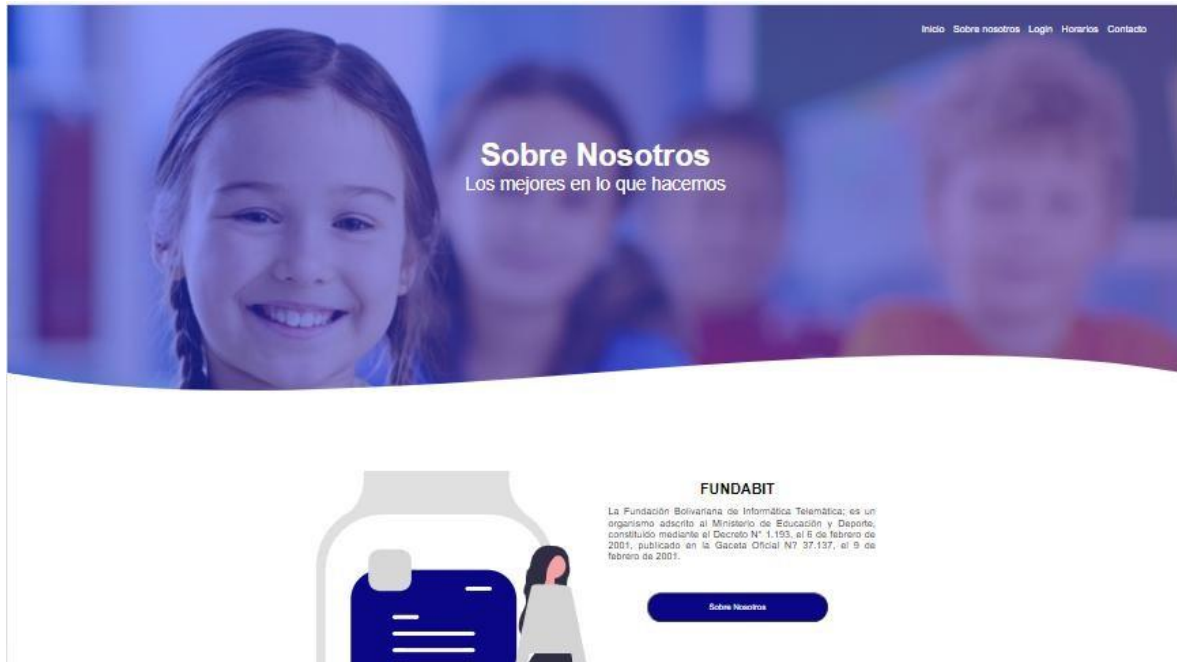 Inicio Sobre nosotros Login Horarios Contacto
Sobre Nosotros
Los mejores en lo que hacemos
FUNDABIT
La Fundación Bolivariana de Informática Telemática; es un
organismo adscrito al Ministerio de Educación y Deporte,
constituido mediante el Decreto N° 1.193, el 6 de febrero de
2001, publicado en la Gaceta Oficial N? 37.137, el 9 de
febrero de 2001.
Sobre Nosotros